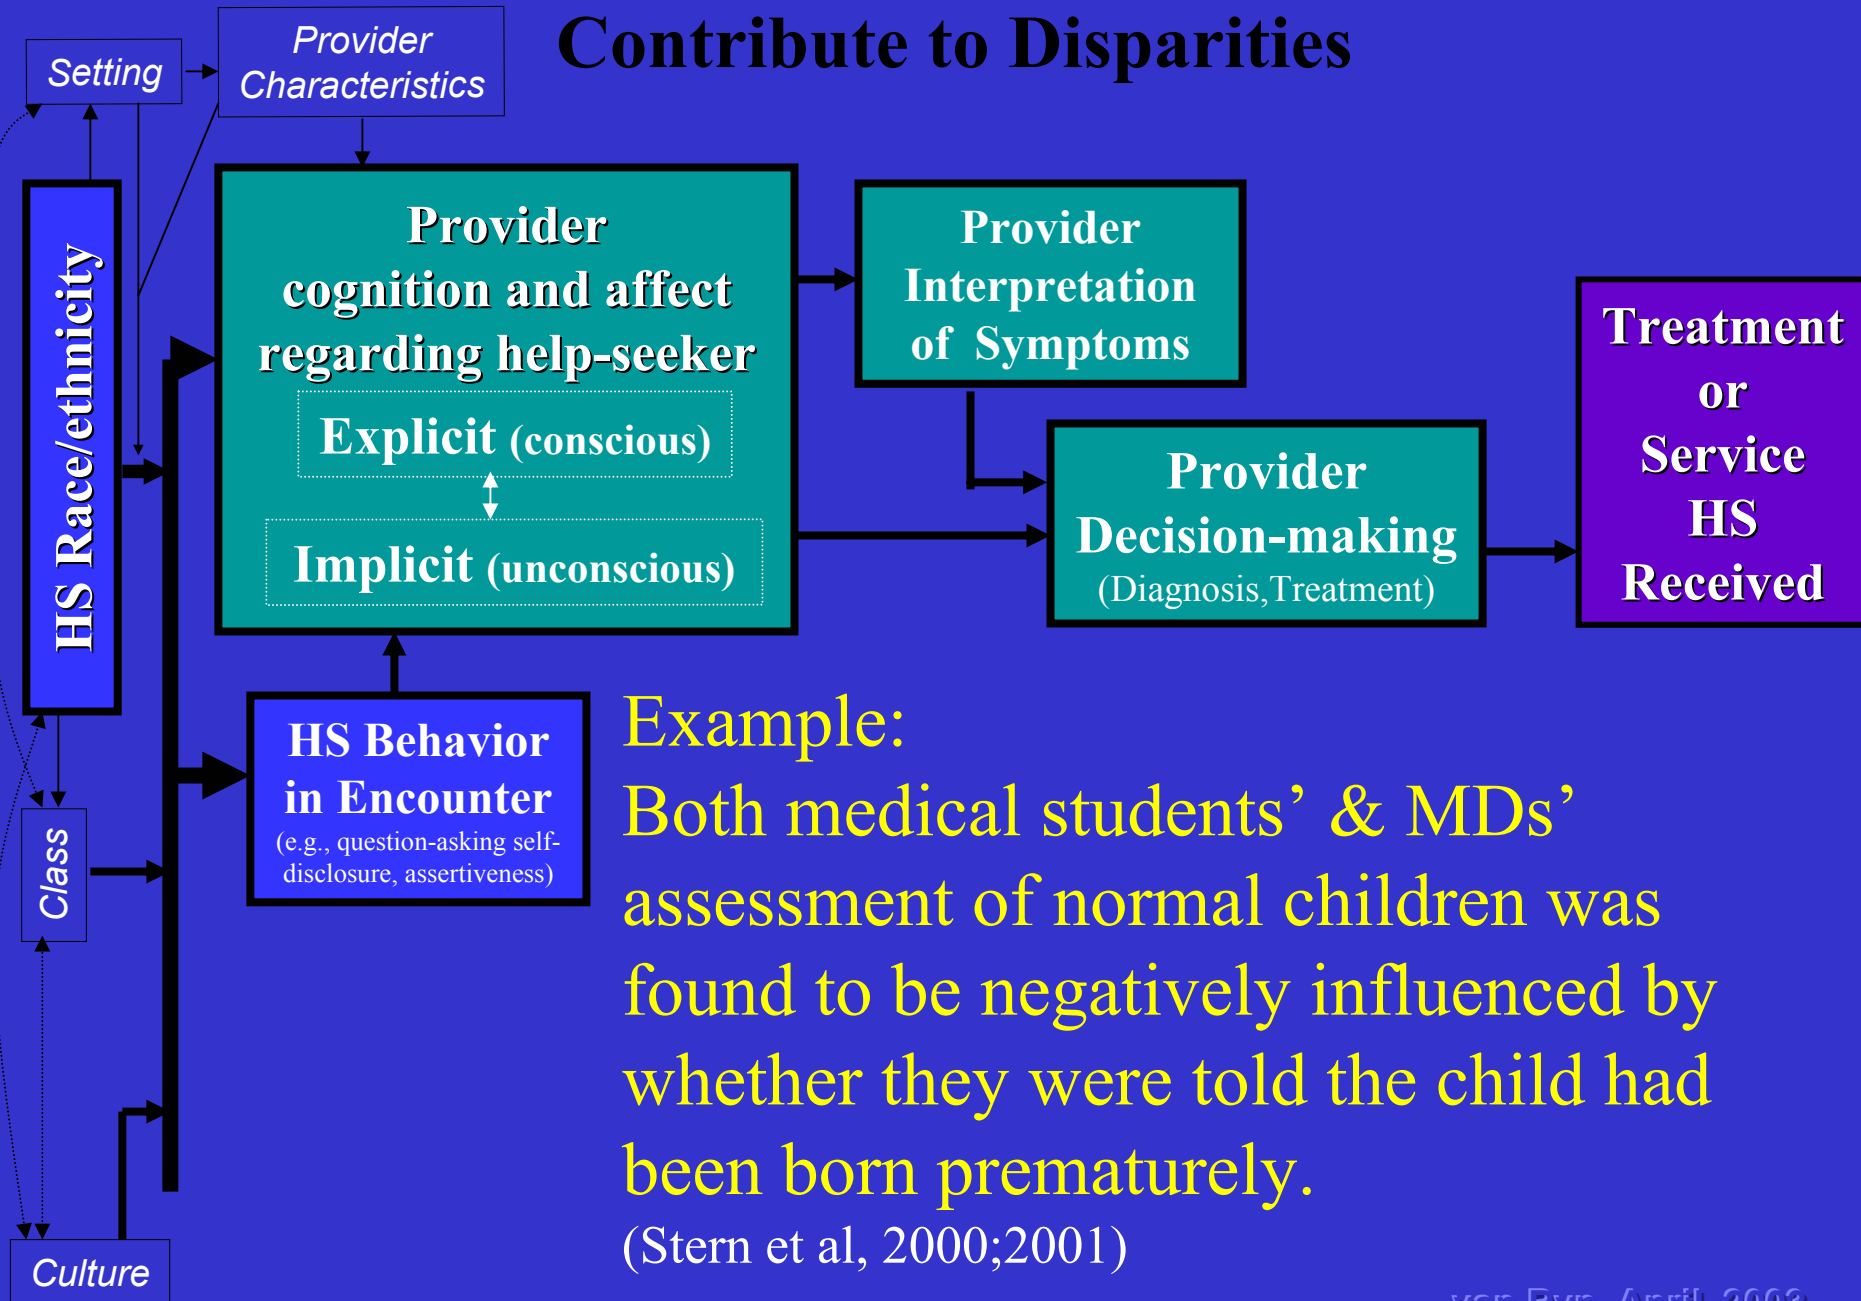 Contribute to Disparities
Setting
Provider
Characteristics
HS Race/ethnicity
Provider
cognition and affect
regarding help-seeker
Explicit (conscious)
Implicit (unconscious)
Provider
Interpretation
of Symptoms
Provider
Decision-making
(Diagnosis,Treatment)
Treatment
or
Service
HS
Received
HS Behavior
in Encounter
(e.g., question-asking self-
disclosure, assertiveness)
Class
Culture
Example:
Both medical students’ & MDs’
assessment of normal children was
found to be negatively influenced by
whether they were told the child had
been born prematurely.
(Stern et al, 2000;2001)
van Ryn, April, 2003